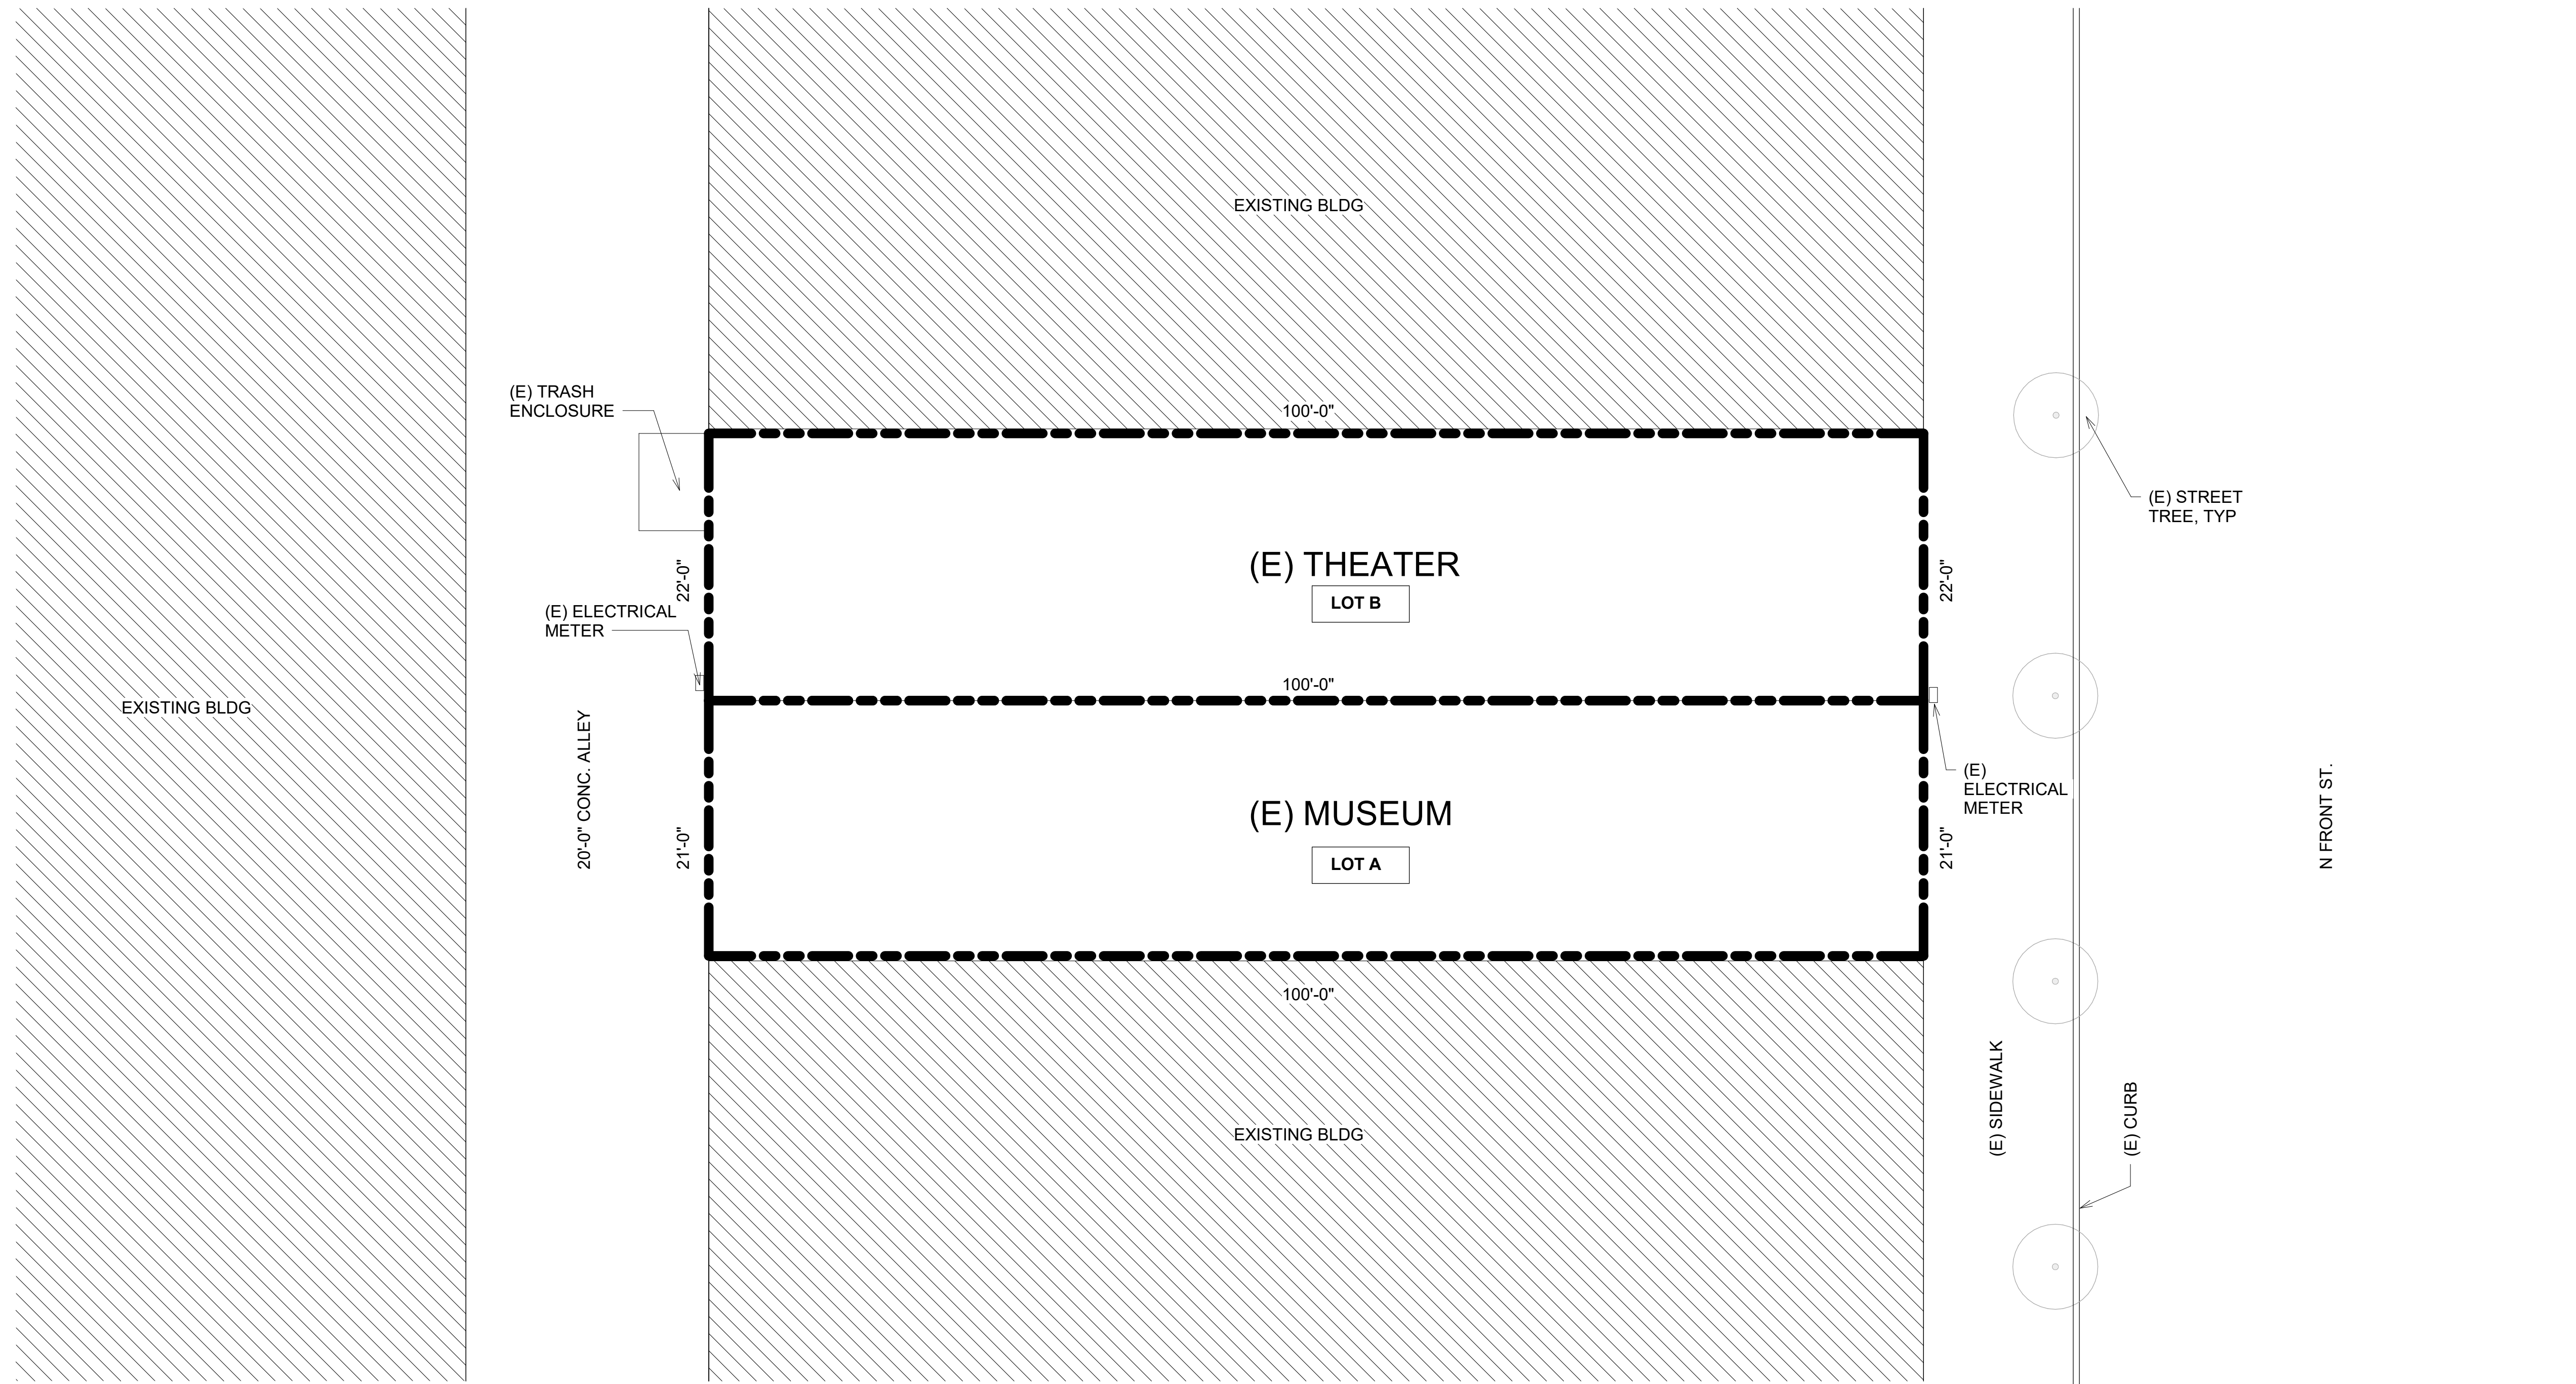 EXISTING BLDG
(E) TRASH
ENCLOSURE
100'-0"
(E) STREET
TREE, TYP
(E) THEATER
LOT B
22'-0"
22'-0"
(E) ELECTRICAL
METER
100'-0"
EXISTING BLDG
20'-0" CONC. ALLEY
(E)
ELECTRICAL
METER
(E) MUSEUM
LOT A
21'-0"
21'-0"
N FRONT ST.
100'-0"
(E) SIDEWALK
(E) CURB
EXISTING BLDG